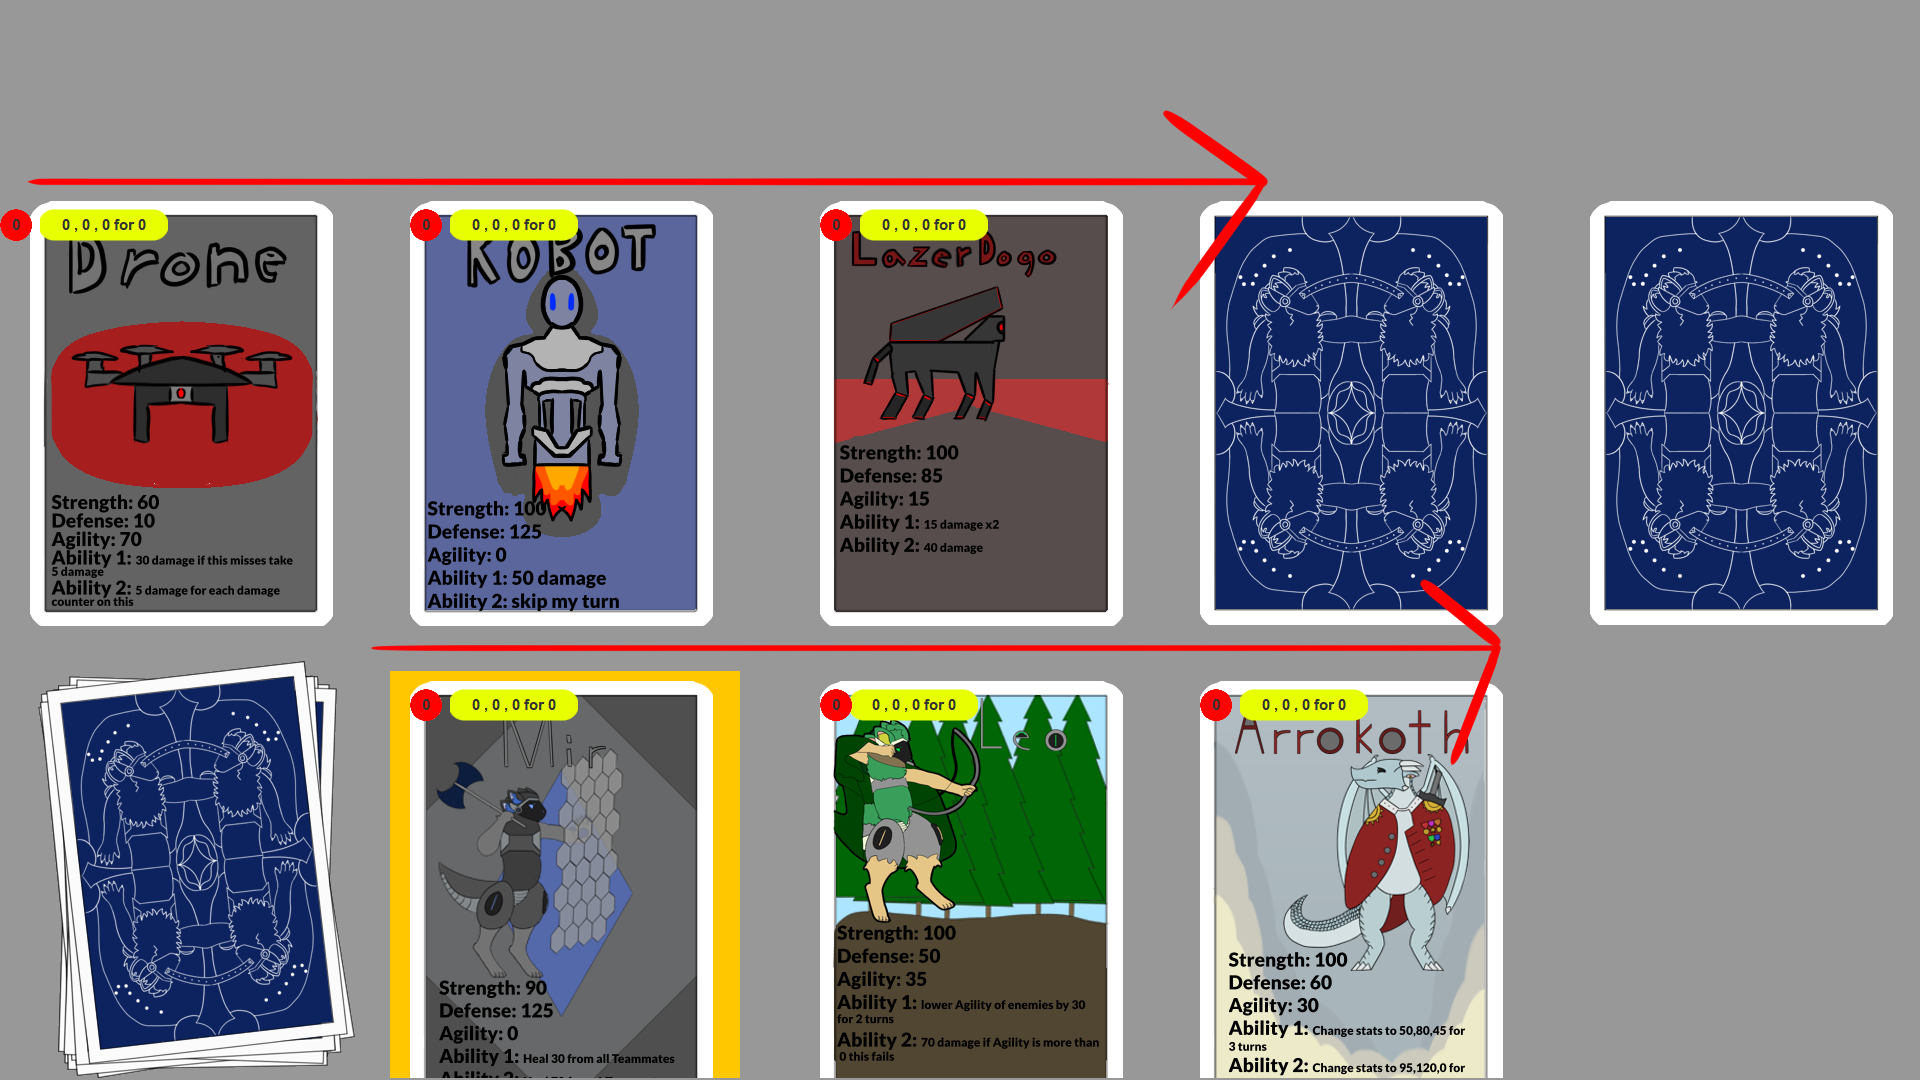 0
0 , 0 , 0 for 0
Drone
Strength: 60
Defense: 10
Agility: 70
Ability 1: 30 damage if this misses take
5 damage
Ability 2: 5 damage for each damage
counter on this
0
0 , 0 , 0 for 0
ROBOT
Strength: 100
Defense: 125
Agility: 0
Ability 1: 50 damage
Ability 2: skip my turn
0
0 , 0 , 0 for 0
LazerDogo
Strength: 100
Defense: 85
Agility: 15
Ability 1: 15 damage x2
Ability 2: 40 damage
0
0 , 0 , 0 for 0
Mir
Strength: 90
Defense: 125
Agility: 0
Ability 1: Heal 30 from all Teammates
0
0 , 0 , 0 for 0
Leo
Strength: 100
Defense: 50
Agility: 35
Ability 1: lower Agility of enemies by 30
for 2 turns
Ability 2: 70 damage if Agility is more than
0 this fails
0
0 , 0 , 0 for 0
Arrokoth
Strength: 100
Defense: 60
Agility: 30
Ability 1: Change stats to 50,80,45 for
3 turns
Ability 2: Change stats to 95,120,0 for